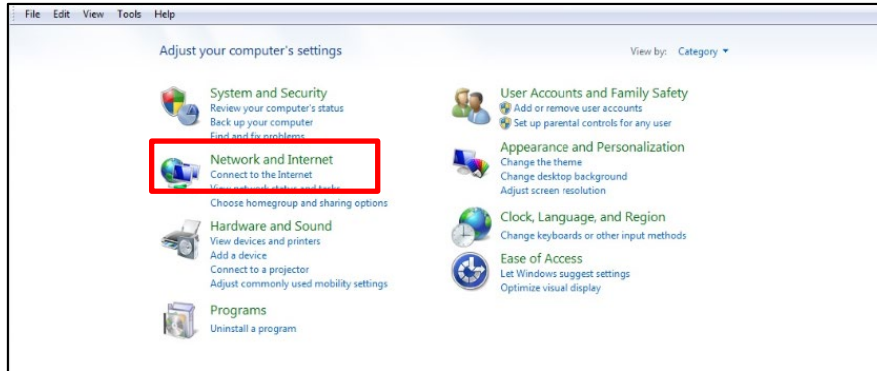 File Edit View Tools Help
Adjust your computer's settings
View by: Category
System and Security
Review your computer's status
Back up your computer
Find and fix problems
Network and Internet
Connect to the Internet
View network status and tasks
Choose homegroup and sharing options
Hardware and Sound
View devices and printers
Add a device
Connect to a projector
Adjust commonly used mobility settings
Programs
Uninstall a program
User Accounts and Family Safety
Add or remove user accounts
Set up parental controls for any user
Appearance and Personalization
Change the theme
Change desktop background
Adjust screen resolution
Clock, Language, and Region
Change keyboards or other input methods
Ease of Access
Let Windows suggest settings
Optimize visual display